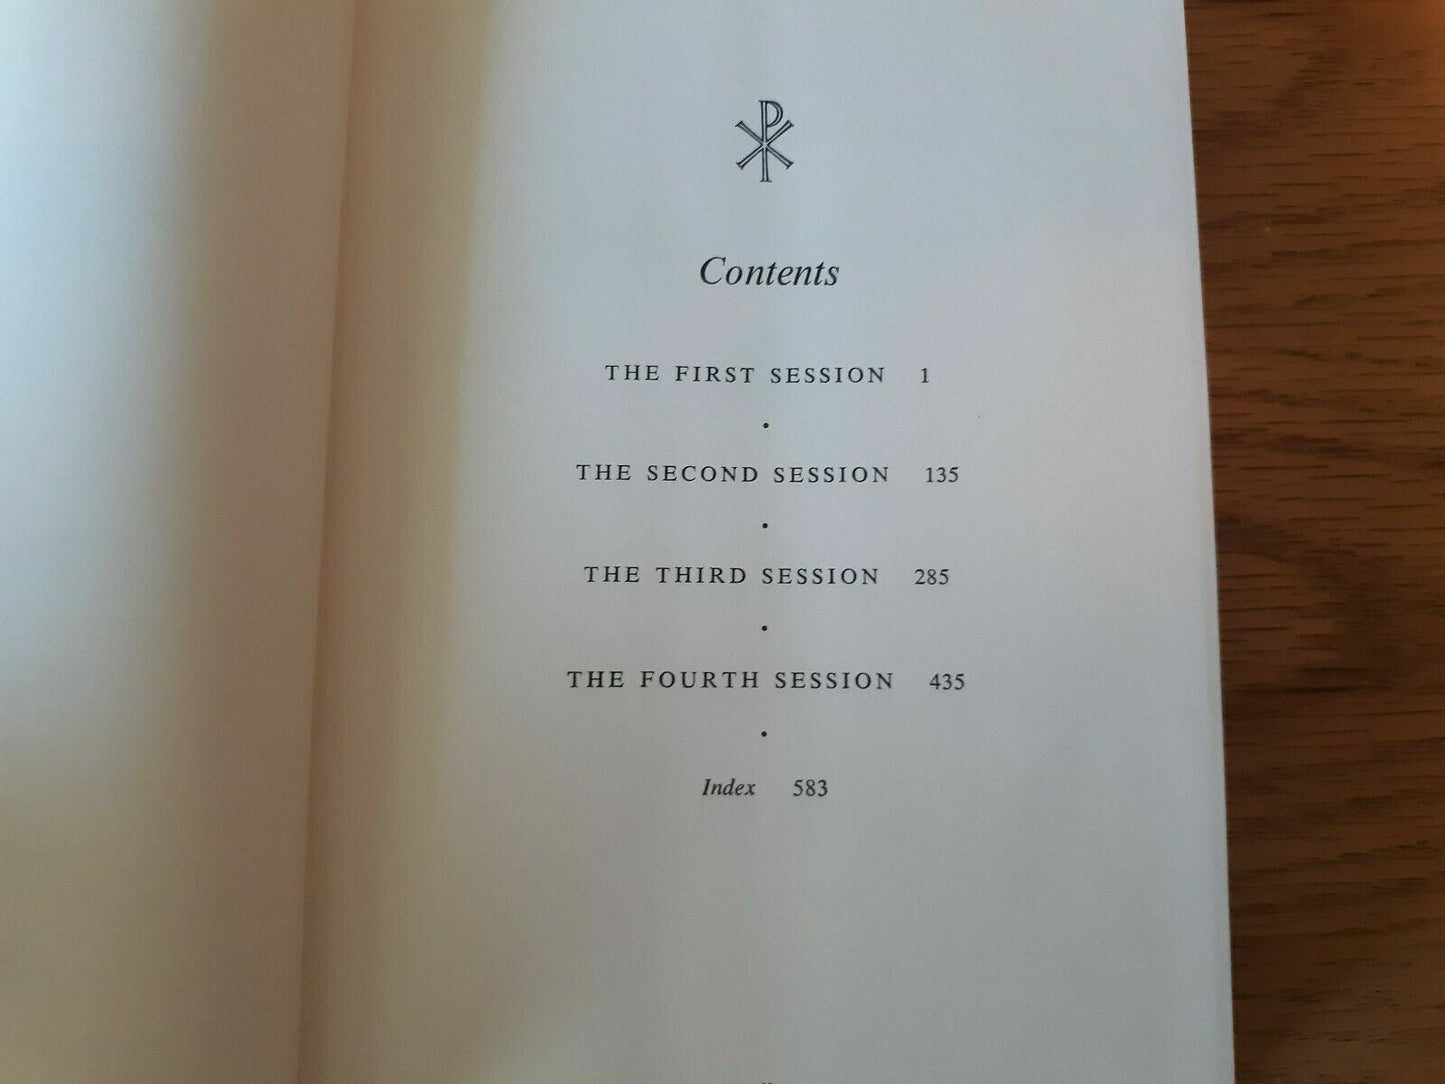 Contents
THE FIRST SESSION 1
THE SECOND SESSION 135
THE THIRD SESSION 285
THE FOURTH SESSION 435
Index 583